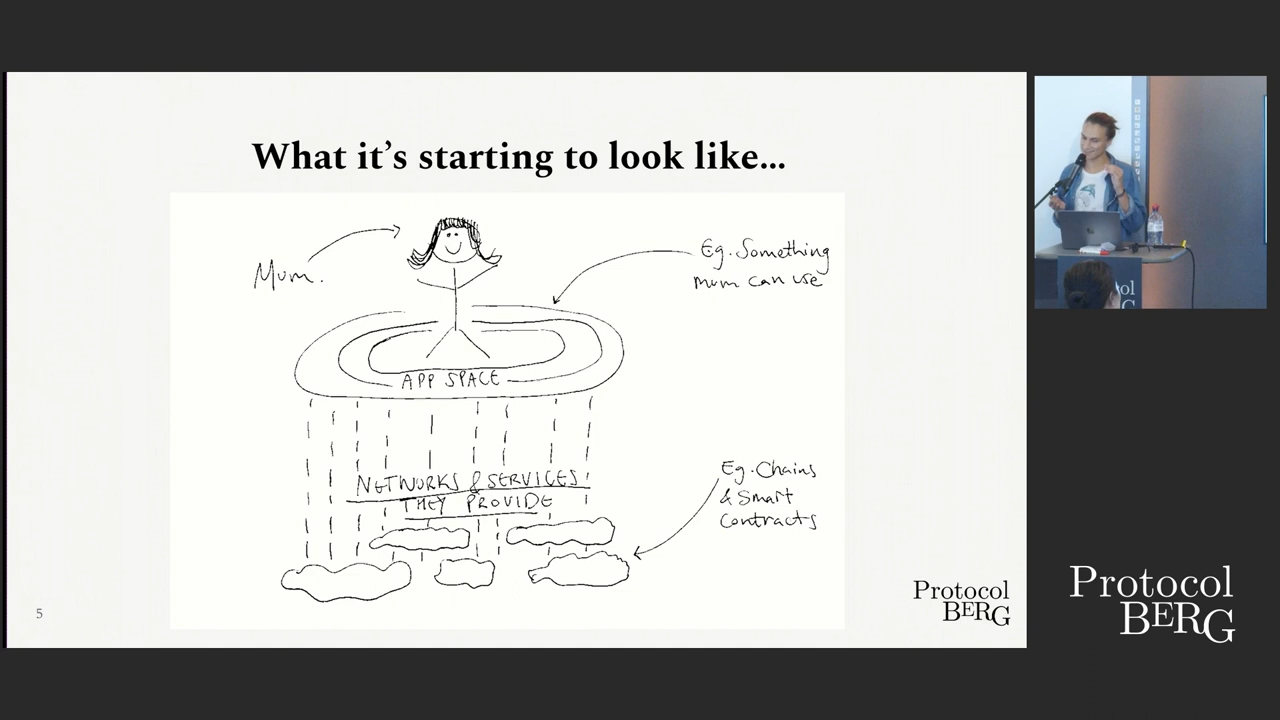 What it's starting to look like...
Mum.
Eg. Something
mum can use
APP SPACE
NETWORKS & SERVICES
THEY PROVIDE
Eg. Chains
& Smart
Contracts
5
Protocol
BERG
Protocol
BERG
ol